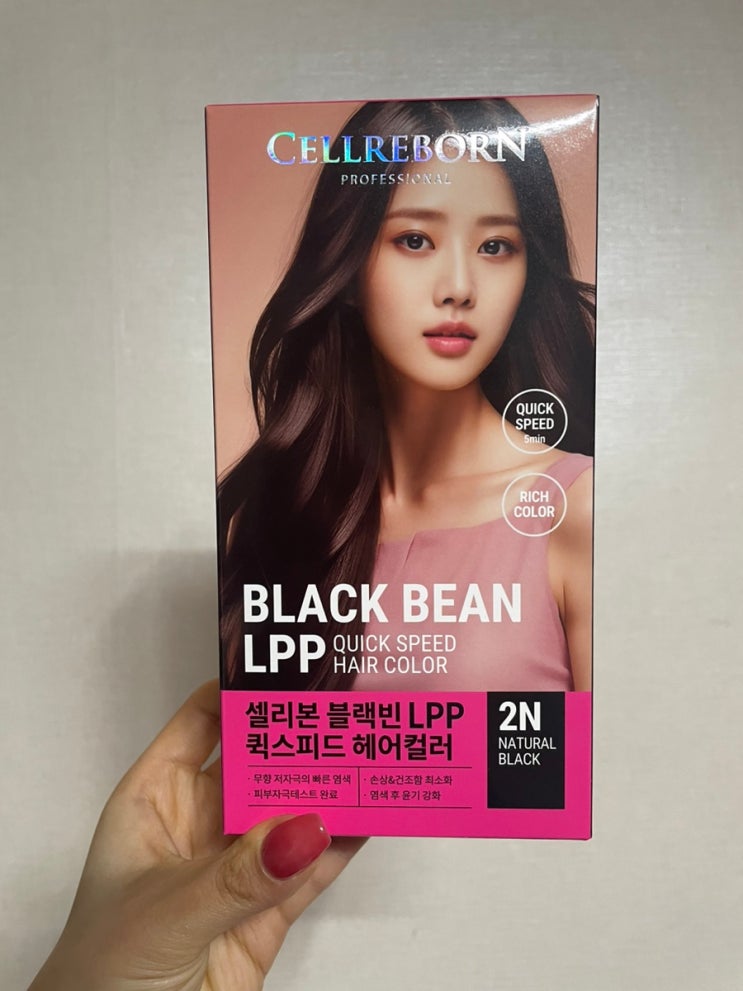 CELLREBORN
PROFESSIONAL
QUICK
SPEED
5min
RICH
COLOR
BLACK BEAN
LPP QUICK SPEED
HAIR COLOR
셀리본 블랙빈 LPP
퀵스피드 헤어컬러
· 무향 저자극의 빠른 염색
· 피부자극테스트 완료
· 손상&건조함 최소화
· 염색 후 윤기 강화
2N
NATURAL
BLACK